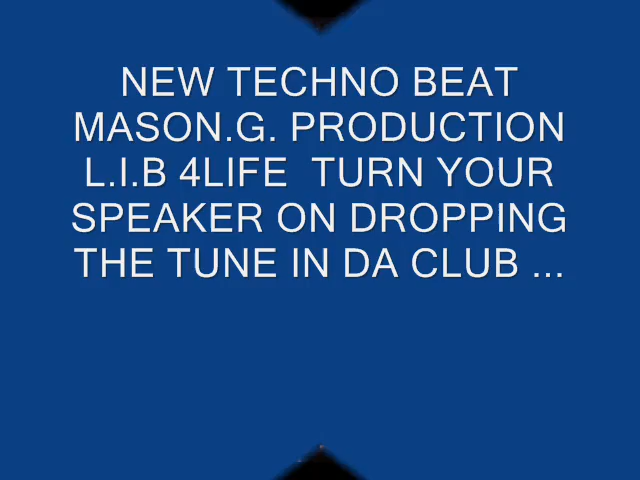 NEW TECHNO BEAT
MASON.G. PRODUCTION
L.I.B 4LIFE  TURN YOUR
SPEAKER ON DROPPING
THE TUNE IN DA CLUB ...